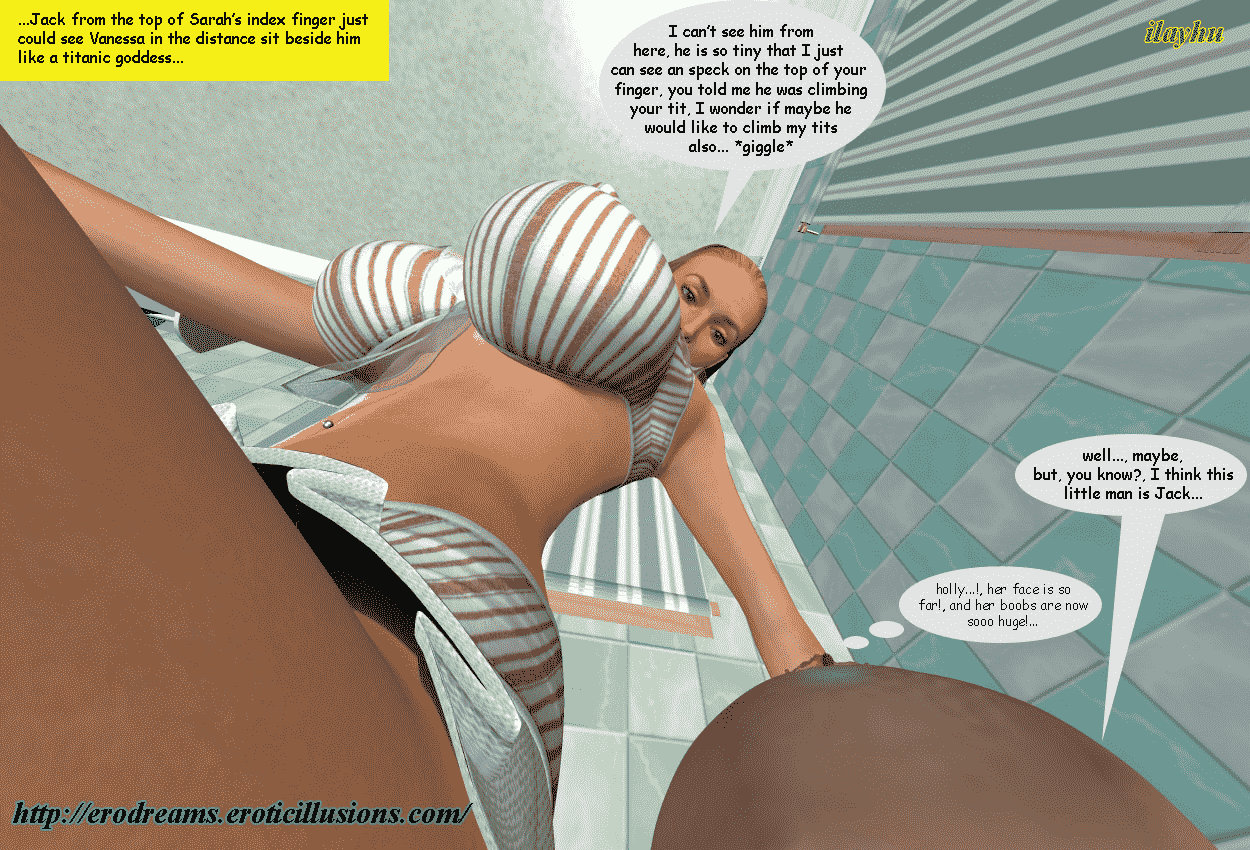 ...Jack from the top of Sarah's index finger just
could see Vanessa in the distance sit beside him
like a titanic goddess...
I can't see him from
here, he is so tiny that I just
can see an speck on the top of your
finger, you told me he was climbing
your tit, I wonder if maybe he
would like to climb my tits
also... *giggle*
ilayhu
well..., maybe,
but, you know?, I think this
little man is Jack...
holly...!, her face is so
far!, and her boobs are now
sooo huge!...
http://erodreams.eroticillusions.com/